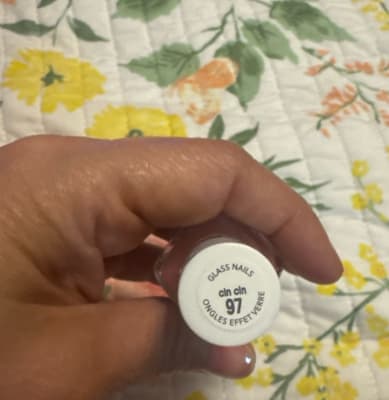 GLASS NAILS
cin cin
97
ONGLES EFFET VERRE